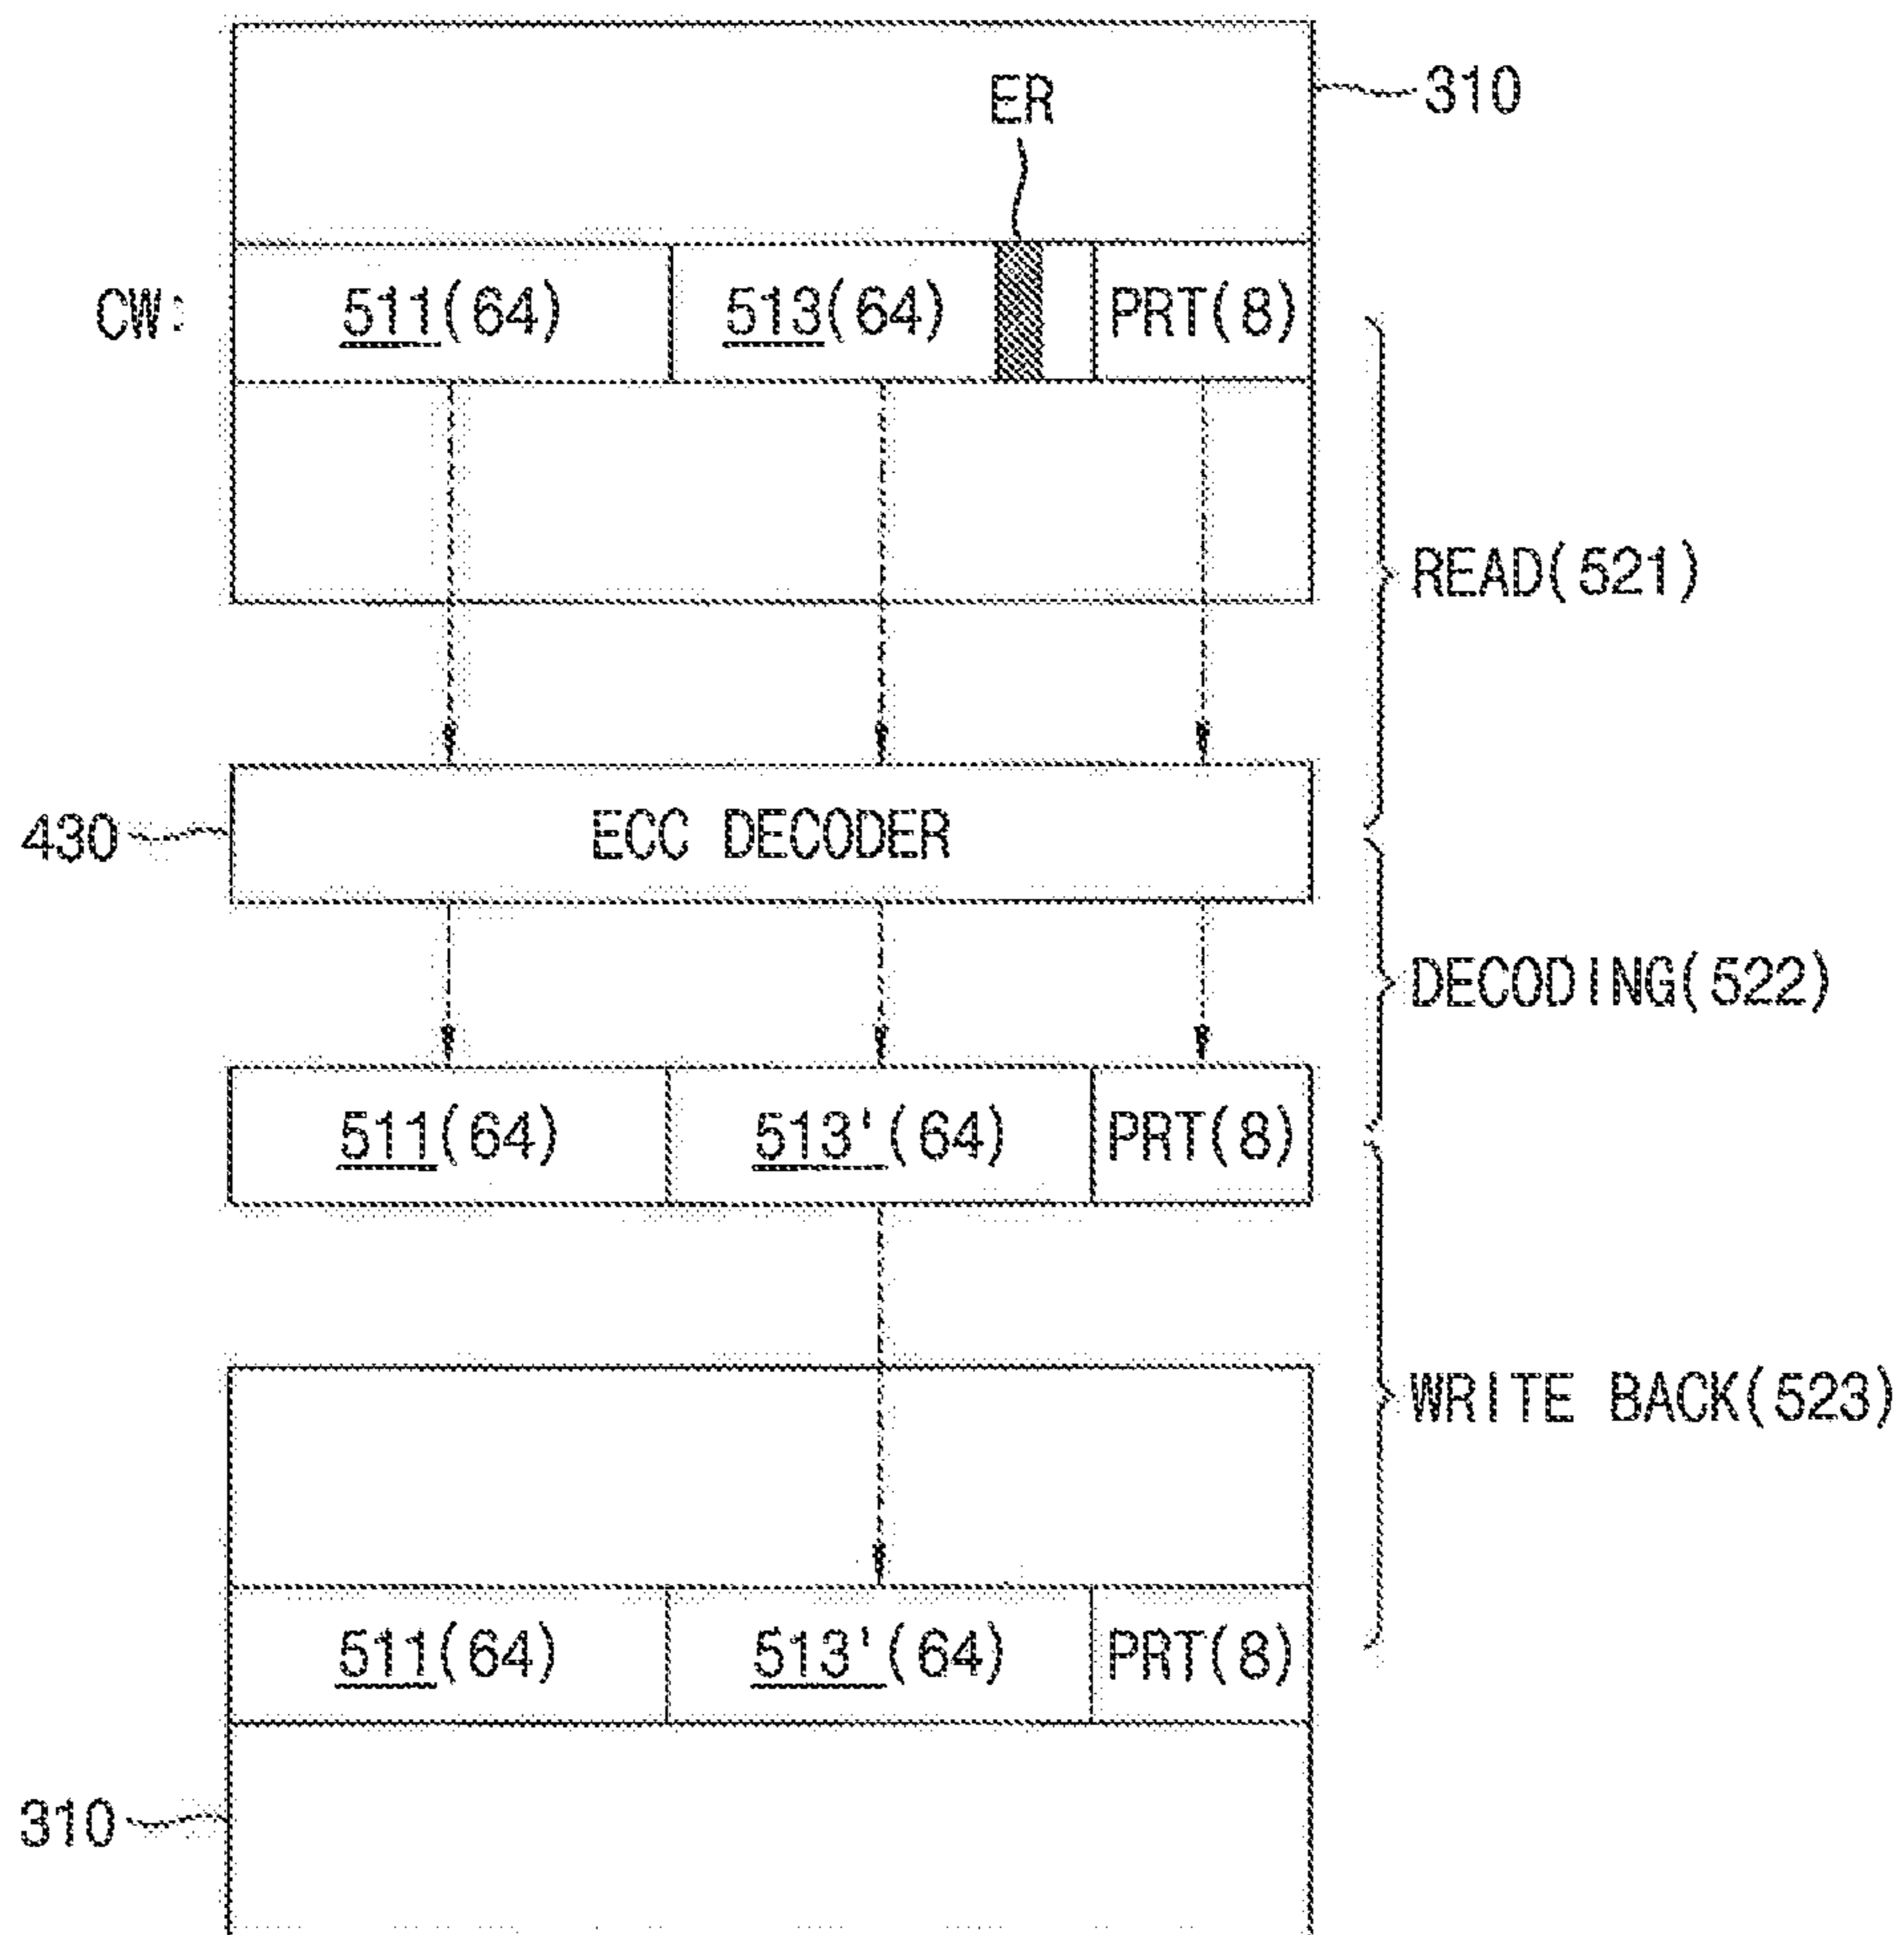 ER
310
CW: 511(64) 513(64) PRT(8)
READ(521)
430 ECC DECODER
DECODING(522)
511(64) 513'(64) PRT(8)
WRITE BACK(523)
511(64) 513'(64) PRT(8)
310